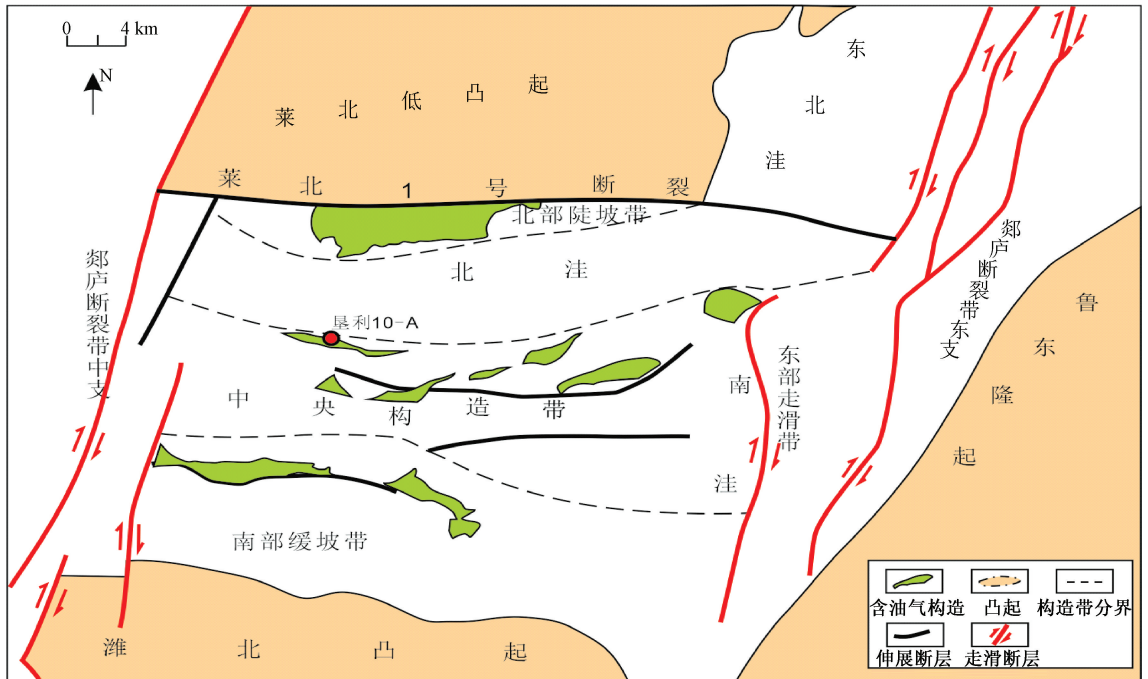 0 4 km
N
莱北低凸起
东北洼
莱北1号断裂
北部陡坡带
北洼
郯庐断裂带中支
郯庐断裂带东支
鲁东隆起
垦利10-A
中央构造带
南洼
东部走滑带
南部缓坡带
潍北凸起
含油气构造 凸起 构造带分界
伸展断层 走滑断层